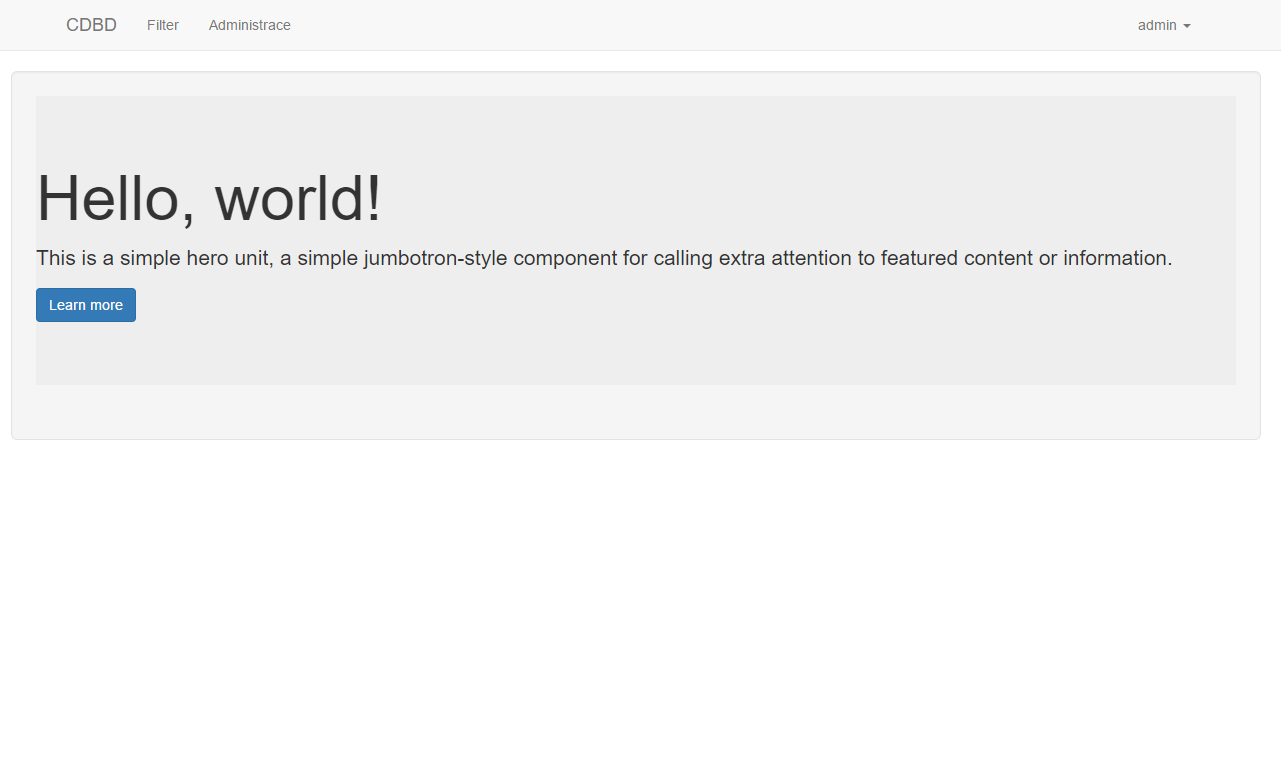 CDBD Filter Administrace admin
Hello, world!
This is a simple hero unit, a simple jumbotron-style component for calling extra attention to featured content or information.
Learn more